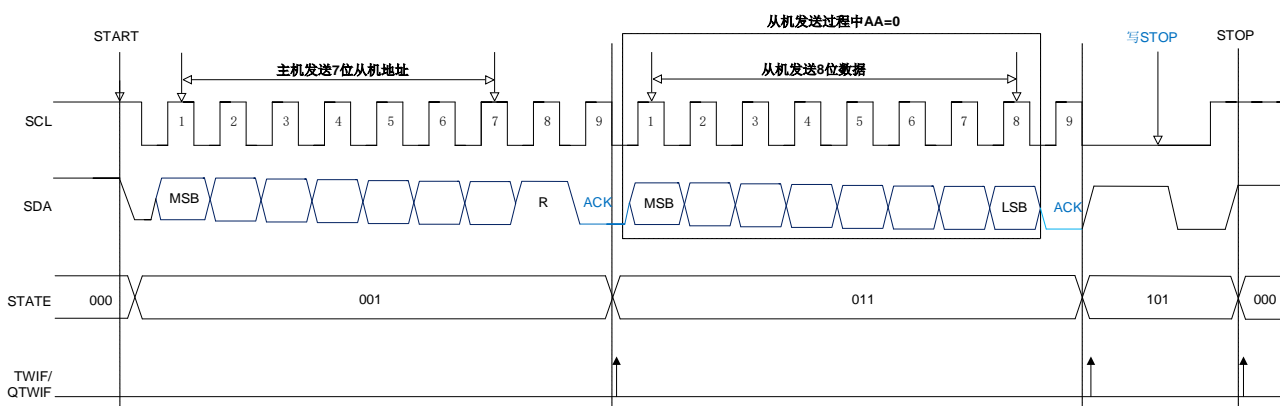 从机发送过程中AA=0
START
写STOP
STOP
主机发送7位从机地址
从机发送8位数据
SCL
1 2 3 4 5 6 7 8 9 1 2 3 4 5 6 7 8 9
SDA
MSB R ACK MSB LSB ACK
STATE 000 001 011 101 000
TWIF/
QTWIF